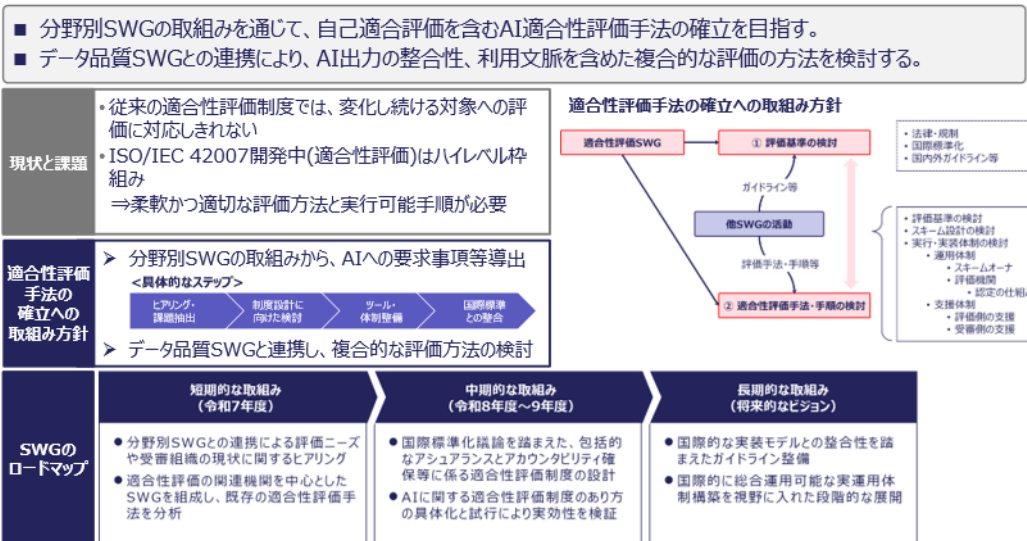 ■ 分野別SWGの取組みを通じて、自己適合評価を含むAI適合性評価手法の確立を目指す。
■ データ品質SWGとの連携により、AI出力の整合性、利用文脈を含めた複合的な評価の方法を検討する。
現状と課題
・従来の適合性評価制度では、変化し続ける対象への評
価に対応しきれない
・ISO/IEC 42007開発中(適合性評価)はハイレベル枠
組み
⇒柔軟かつ適切な評価方法と実行可能手順が必要
適合性評価
手法の
確立への
取組み方針
➢ 分野別SWGの取組みから、AIへの要求事項等導出
<具体的なステップ>
ヒアリング・
課題抽出
制度設計に
向けた検討
ツール・
体制整備
国際標準
との整合
➢ データ品質SWGと連携し、複合的な評価方法の検討
適合性評価手法の確立への取組み方針
適合性評価SWG
① 評価基準の検討
ガイドライン等
他SWGの活動
評価手法・手順等
② 適合性評価手法・手順の検討
• 法律・規制
• 国際標準化
• 国内外ガイドライン等
• 評価基準の検討
• スキーム設計の検討
• 実行・実装体制の検討
• 運用体制
• スキームオーナ
• 評価機関
• 認定の仕組み
• 支援体制
• 評価側の支援
• 受審側の支援
SWGの
ロードマップ
短期的な取組み
（令和7年度）
● 分野別SWGとの連携による評価ニーズ
や受審組織の現状に関するヒアリング
● 適合性評価の関連機関を中心とした
SWGを組成し、既存の適合性評価手
法を分析
中期的な取組み
（令和8年度～9年度）
● 国際標準化議論を踏まえた、包括的
なアシュアランスとアカウンタビリティ確
保等に係る適合性評価制度の設計
● AIに関する適合性評価制度のあり方
の具体化と試行により実効性を検証
長期的な取組み
（将来的なビジョン）
● 国際的な実装モデルとの整合性を踏
まえたガイドライン整備
● 国際的に総合運用可能な実運用体
制構築を視野に入れた段階的な展開